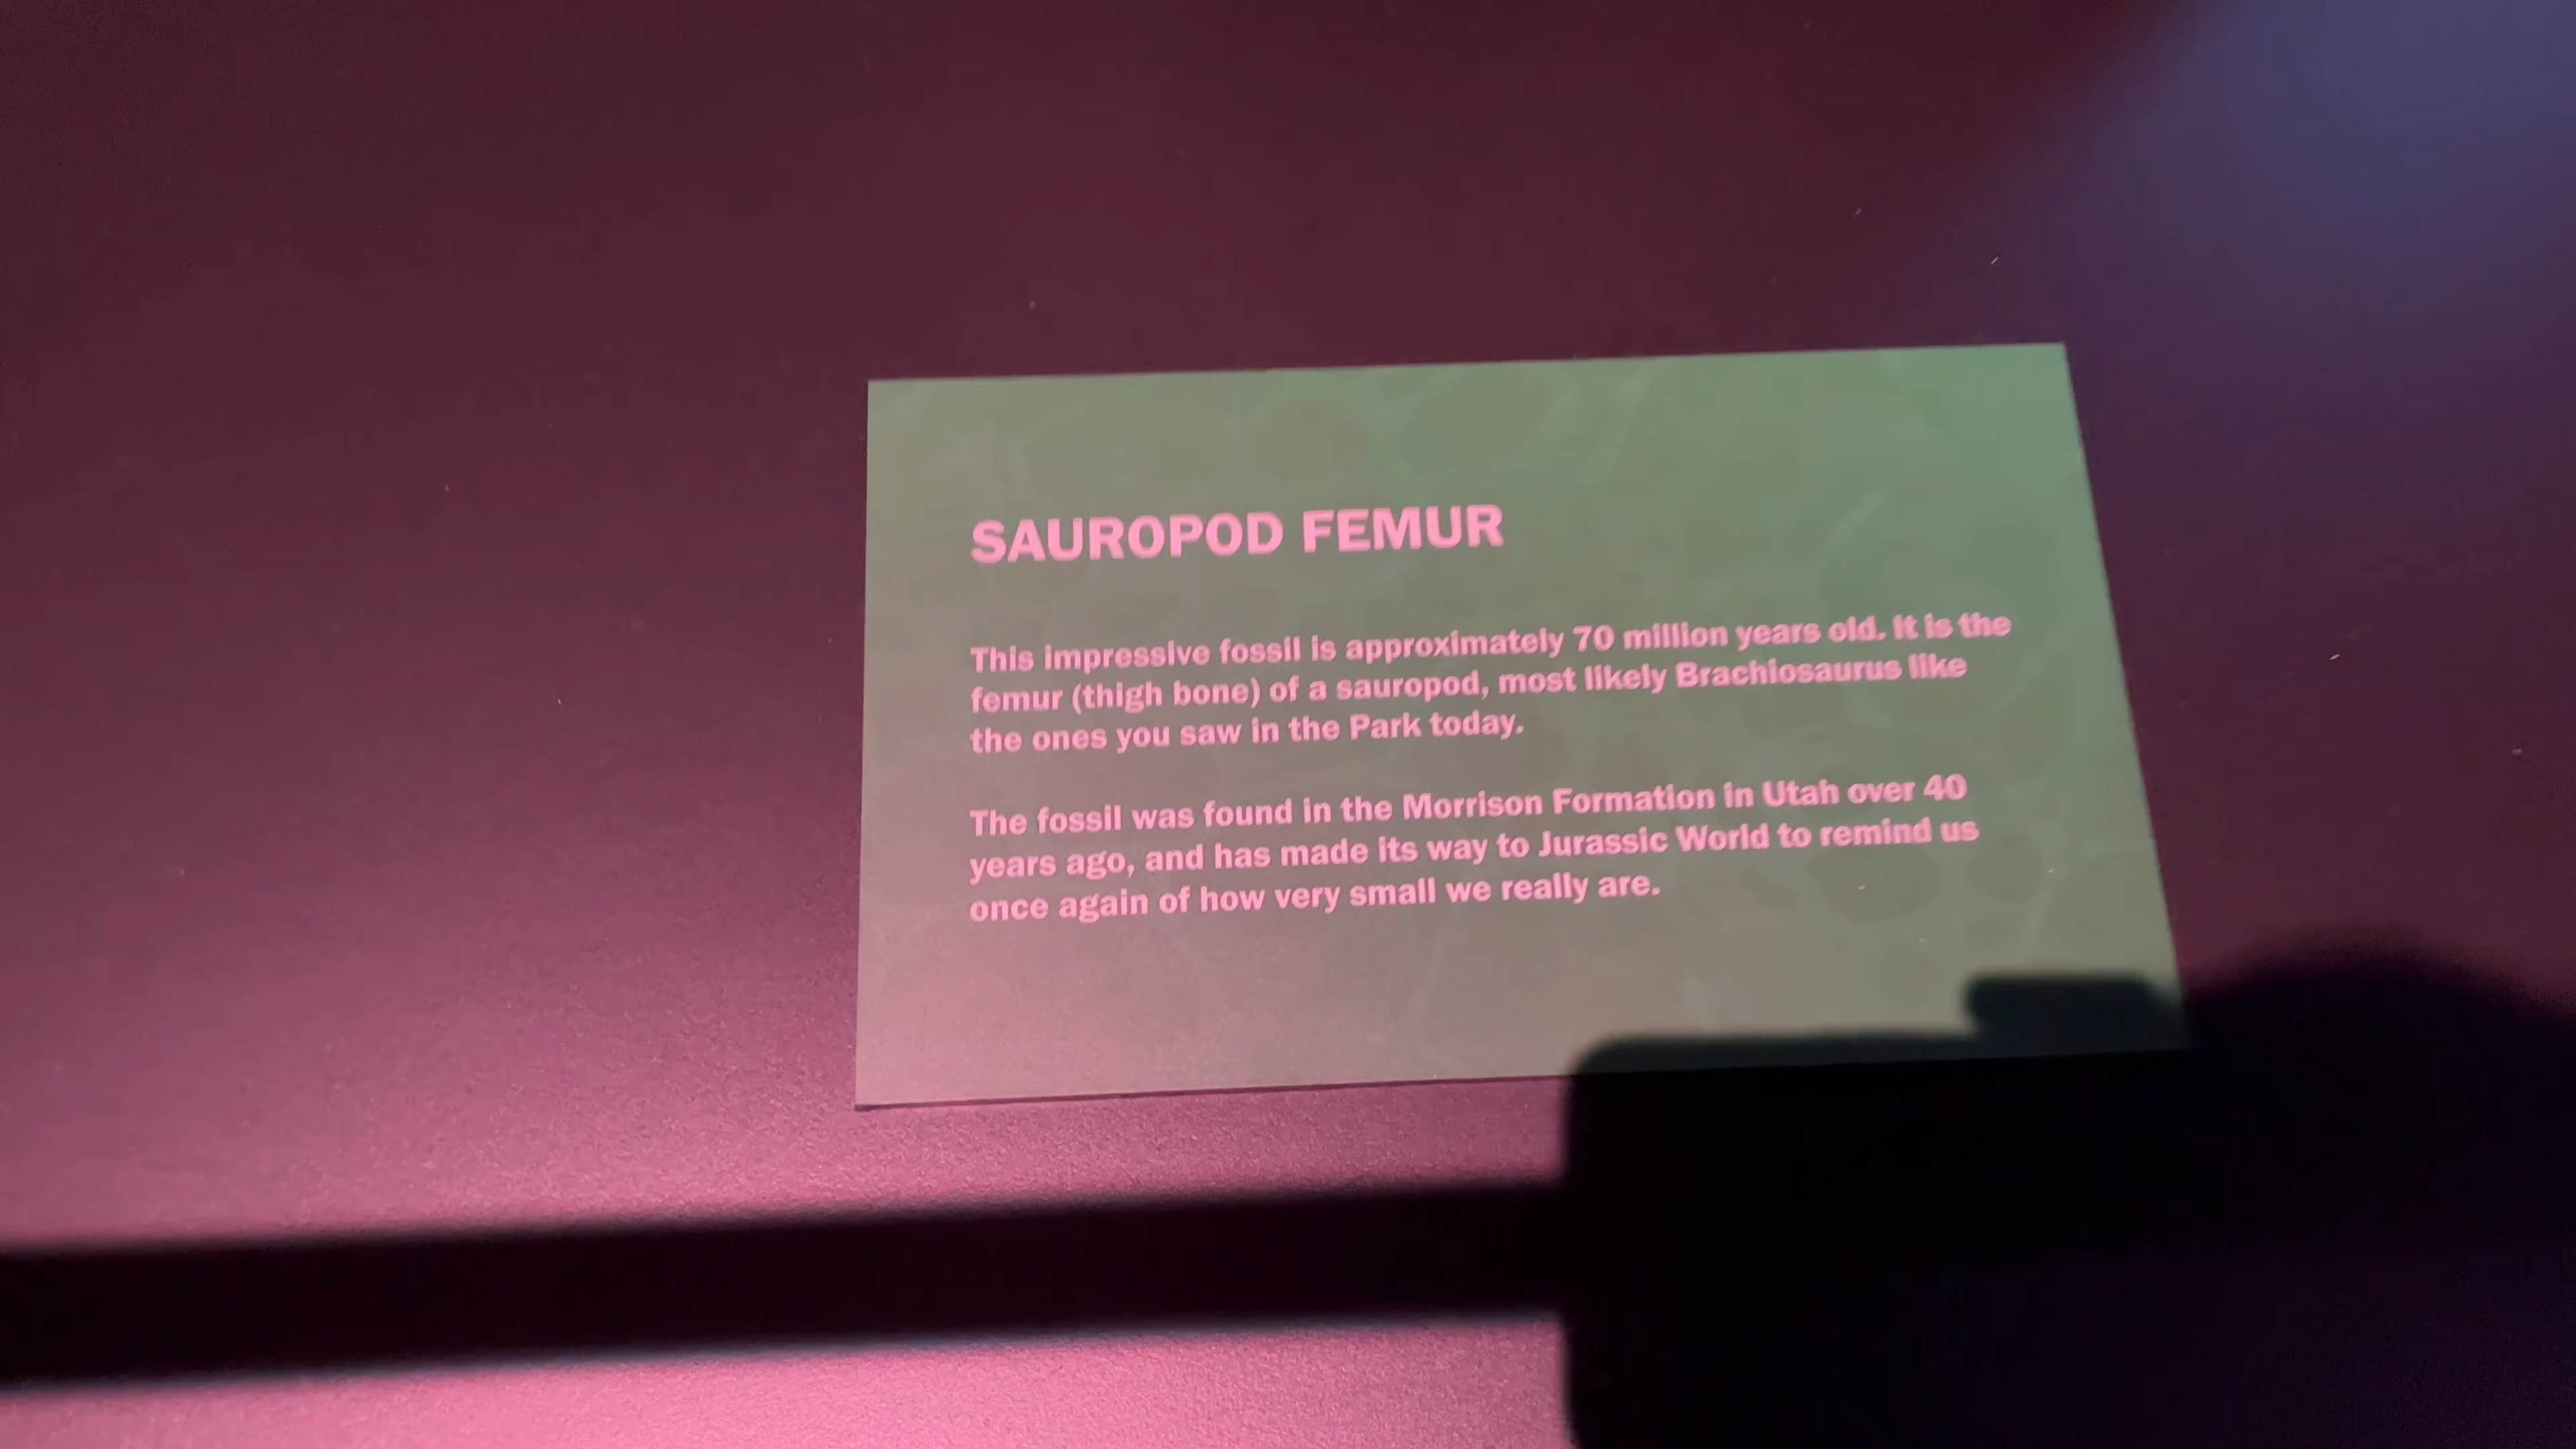 SAUROPOD FEMUR
This impressive fossil is approximately 70 million years old. It is the
femur (thigh bone) of a sauropod, most likely Brachiosaurus like
the ones you saw in the Park today.
The fossil was found in the Morrison Formation in Utah over 40
years ago, and has made its way to Jurassic World to remind us
once again of how very small we really are.